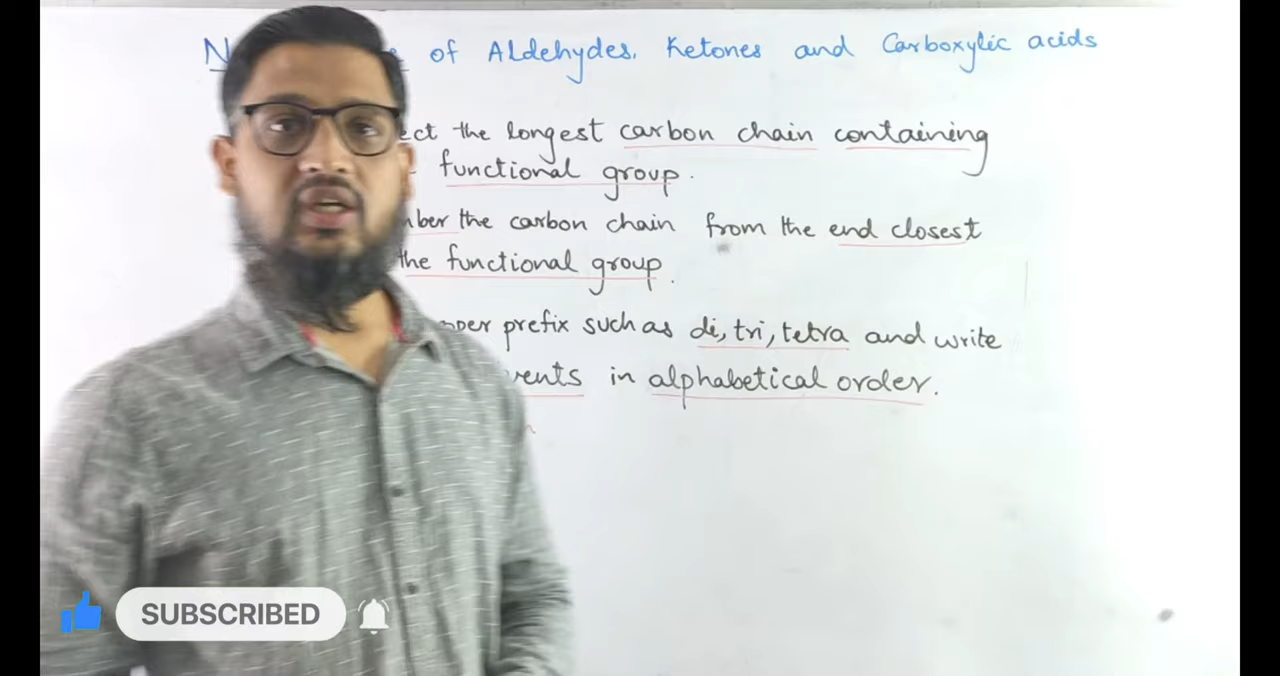 of Aldehydes. Ketones and Carboxylic acids
the longest carbon chain containing
functional group.
the carbon chain from the end closest
the functional group.
prefix such as di, tri, tetra and write
in alphabetical order.
SUBSCRIBED